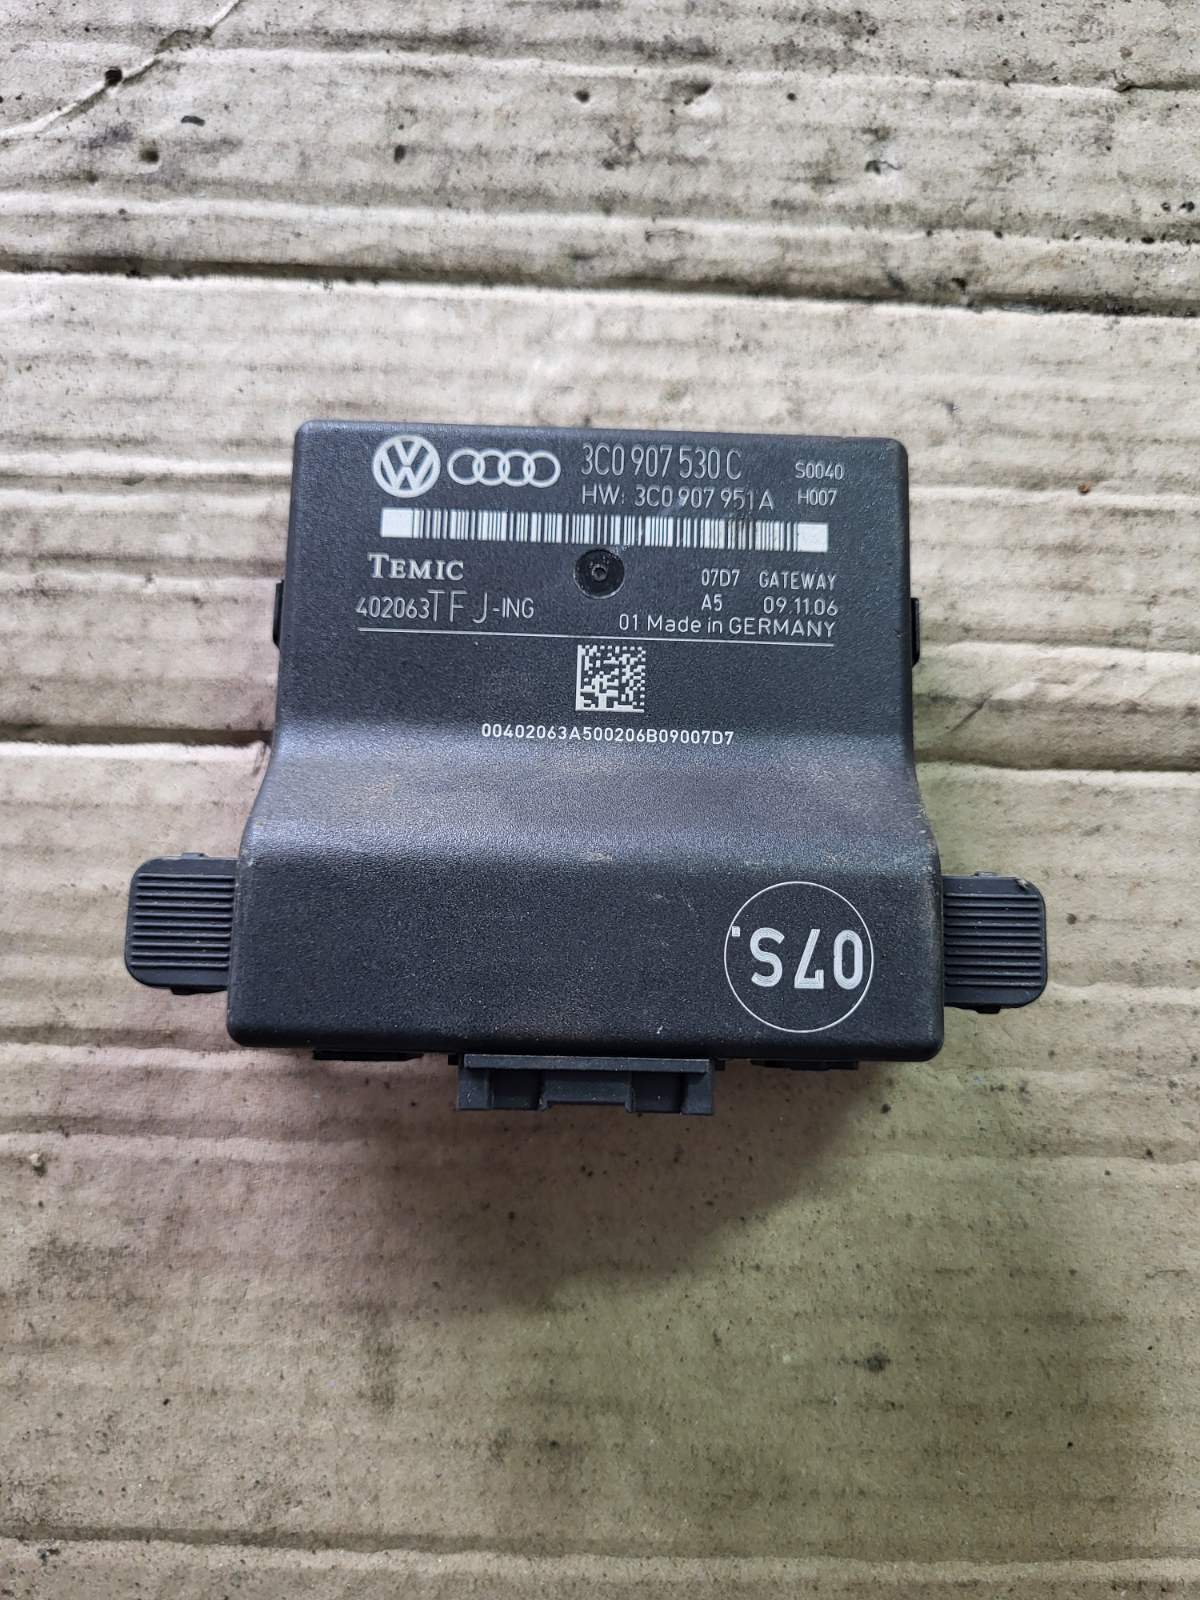 3C0 907 530 C S0040
HW: 3C0 907 951 A H007
TEMIC
07D7 GATEWAY
402063TFJ-ING
A5 09.11.06
01 Made in GERMANY
00402063A500206B09007D7
07S.